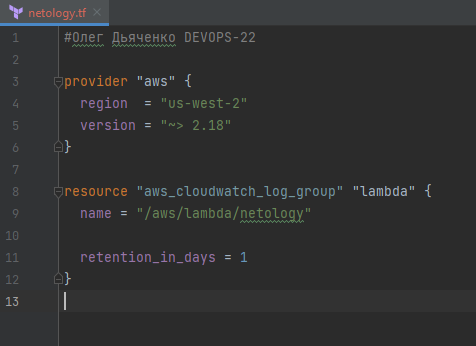 netology.tf
1 #Олег Дьяченко DEVOPS-22
2
3 provider "aws" {
4   region  = "us-west-2"
5   version = "~> 2.18"
6 }
7
8 resource "aws_cloudwatch_log_group" "lambda" {
9   name = "/aws/lambda/netology"
10
11   retention_in_days = 1
12 }
13